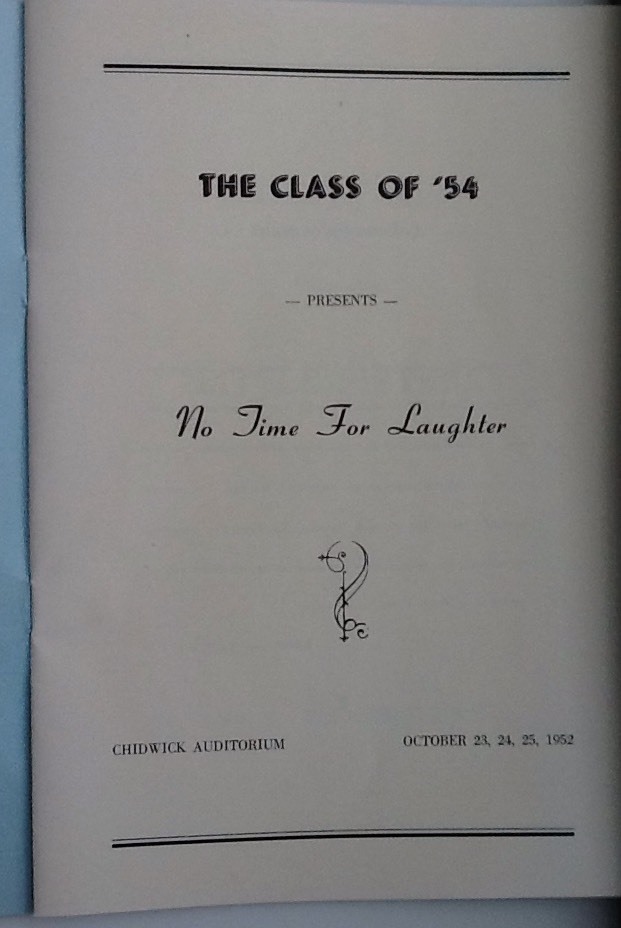 THE CLASS OF '54
— PRESENTS —
No Time For Laughter
CHIDWICK AUDITORIUM OCTOBER 23, 24, 25, 1952